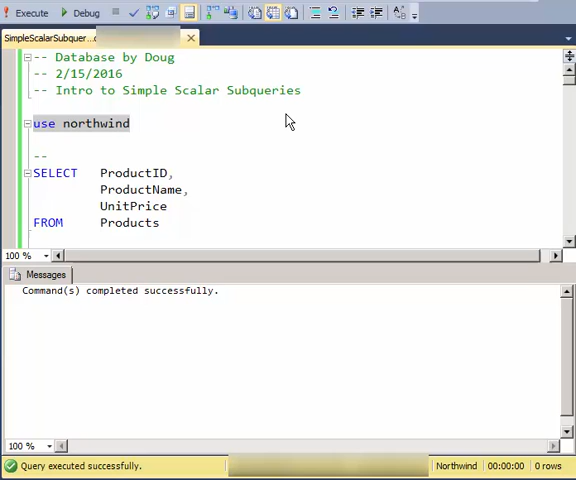 Execute Debug
SimpleScalarSubquer...
-- Database by Doug
-- 2/15/2016
-- Intro to Simple Scalar Subqueries
use northwind
--
SELECT ProductID,
ProductName,
UnitPrice
FROM Products
100 %
Messages
Command(s) completed successfully.
100 %
Query executed successfully. Northwind 00:00:00 0 rows